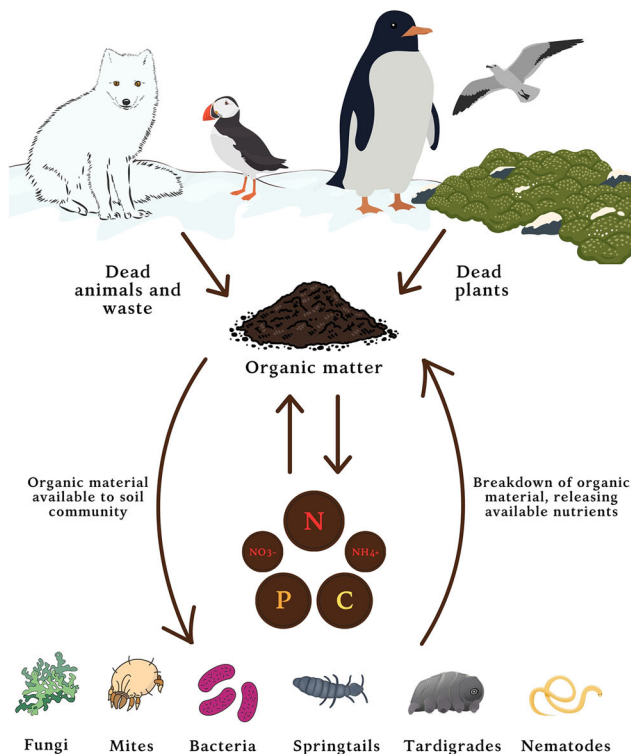 Dead
animals and
waste
Dead
plants
Organic matter
Organic material
available to soil
community
Breakdown of organic
material, releasing
available nutrients
N
NO3-
NH4+
P
C
Fungi
Mites
Bacteria
Springtails
Tardigrades
Nematodes